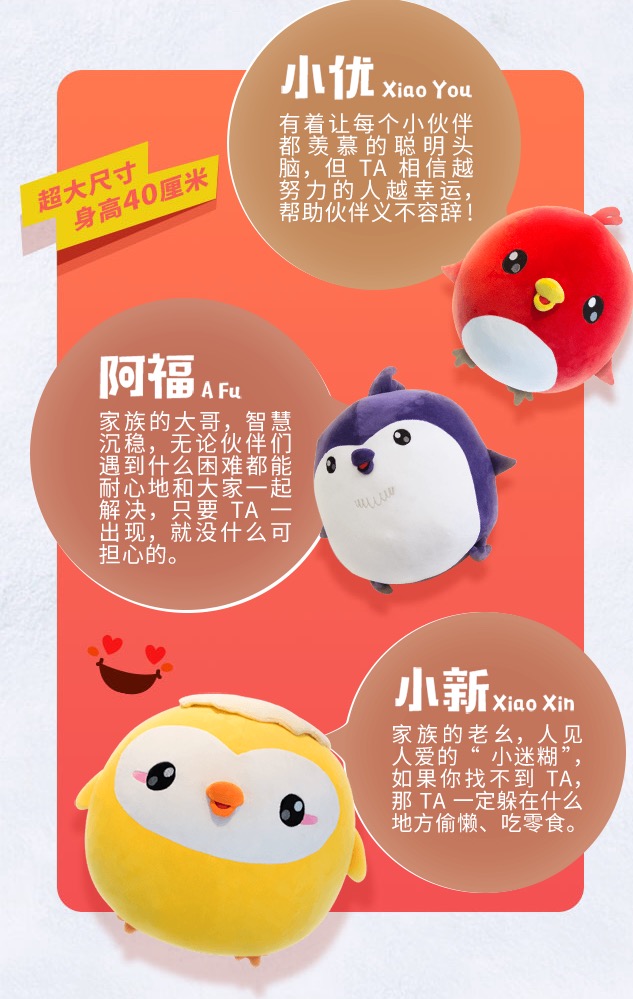 小优 Xiao You
有着让每个小伙伴
都羡慕的聪明头
脑，但 TA 相信越
努力的人越幸运，
帮助伙伴义不容辞！
超大尺寸
身高40厘米
阿福 A Fu
家族的大哥，智慧
沉稳，无论伙伴们
遇到什么困难都能
耐心地和大家一起
解决，只要 TA 一
出现，就没什么可
担心的。
小新 Xiao Xin
家族的老幺，人见
人爱的“小迷糊”，
如果你找不到 TA，
那 TA 一定躲在什么
地方偷懒、吃零食。